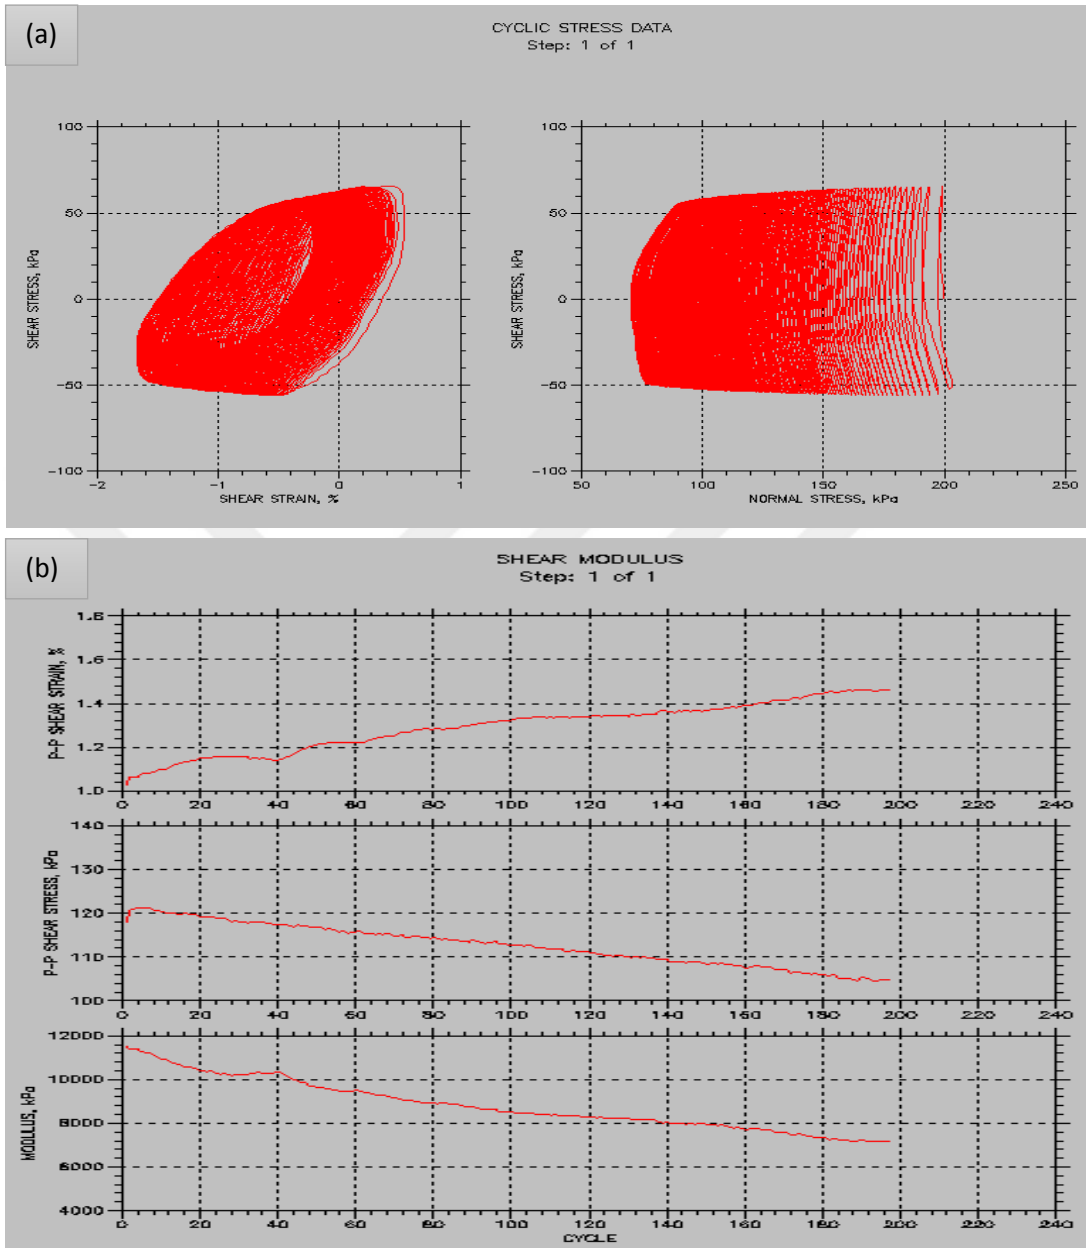 (a)
CYCLIC STRESS DATA
Step: 1 of 1
SHEAR STRESS, kPa
100
50
0
-50
-100
-2 -1 0 1
SHEAR STRAIN, %
SHEAR STRESS, kPa
100
50
0
-50
-100
50 100 150 200 250
NORMAL STRESS, kPa
(b)
SHEAR MODULUS
Step: 1 of 1
P-P SHEAR STRAIN, %
1.8
1.6
1.4
1.2
1.0
0 20 40 60 80 100 120 140 160 180 200 220 240
P-P SHEAR STRESS, kPa
140
130
120
110
100
0 20 40 60 80 100 120 140 160 180 200 220 240
MODULUS, kPa
12000
10000
8000
6000
4000
0 20 40 60 80 100 120 140 160 180 200 220 240
CYCLE